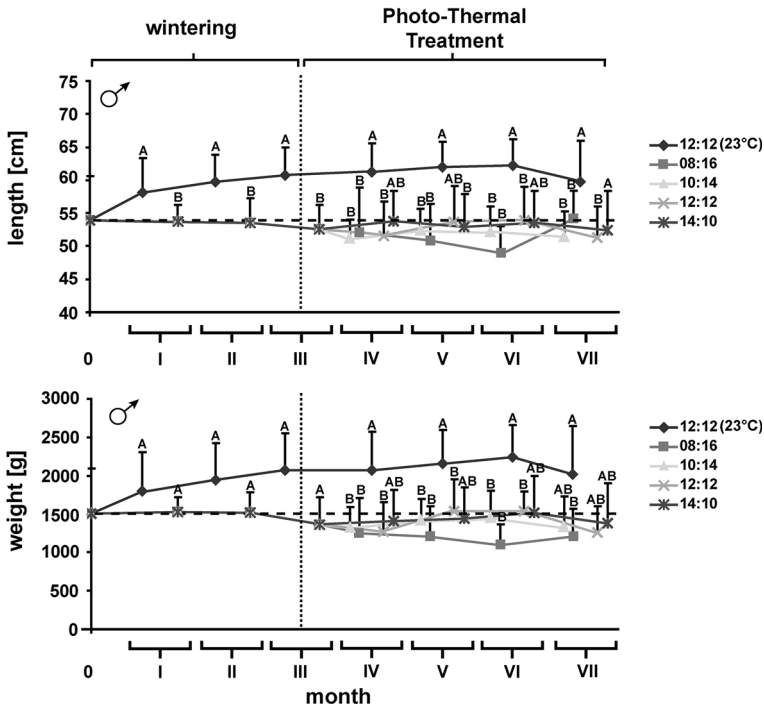 wintering
Photo-Thermal
Treatment
75
70
65
60
55
50
45
40
length [cm]
A A A A A A A
B B B B B B AB B B AB B B B AB B B A
12:12 (23°C)
08:16
10:14
12:12
14:10
0 I II III IV V VI VII
3000
2500
2000
1500
1000
500
0
weight [g]
A A A A A A A
A A A B B B AB B B B AB B B B AB AB B AB AB
12:12 (23°C)
08:16
10:14
12:12
14:10
0 I II III IV V VI VII
month